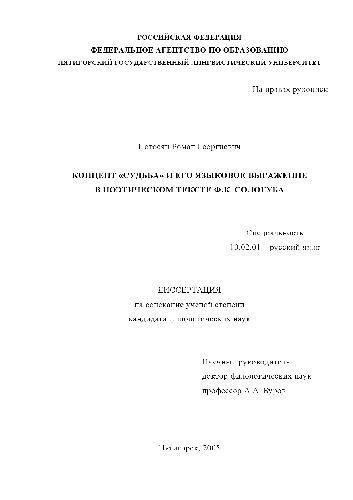 РОССИЙСКАЯ ФЕДЕРАЦИЯ
ФЕДЕРАЛЬНОЕ АГЕНТСТВО ПО ОБРАЗОВАНИЮ
ПЯТИГОРСКИЙ ГОСУДАРСТВЕННЫЙ ЛИНГВИСТИЧЕСКИЙ УНИВЕРСИТЕТ
На правах рукописи
Роман Георгиевич
КОНЦЕПТ «СУДЬБА» И ЕГО ЯЗЫКОВОЕ ВЫРАЖЕНИЕ
В ПОЭТИЧЕСКОМ ТЕКСТЕ Ф.К. СОЛОГУБА
Специальность
10.02.01 – русский язык
ДИССЕРТАЦИЯ
на соискание ученой степени
кандидата филологических наук
Научный руководитель
доктор филологических наук
профессор А.А. Буров
Пятигорск, 2005